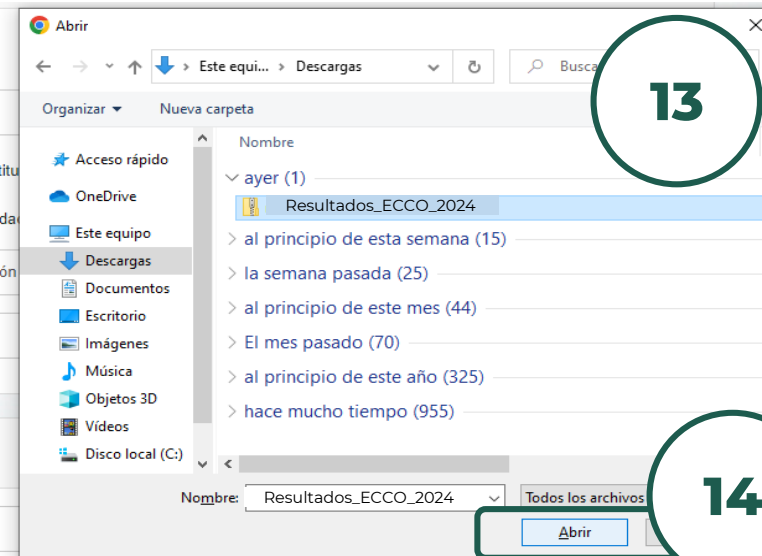 Abrir
Este equi... > Descargas
Busca
13
Organizar
Nueva carpeta
Nombre
Acceso rápido
OneDrive
Este equipo
Descargas
Documentos
Escritorio
Imágenes
Música
Objetos 3D
Vídeos
Disco local (C:)
ayer (1)
Resultados_ECCO_2024
al principio de esta semana (15)
la semana pasada (25)
al principio de este mes (44)
El mes pasado (70)
al principio de este año (325)
hace mucho tiempo (955)
Nombre:
Resultados_ECCO_2024
Todos los archivos
14
Abrir